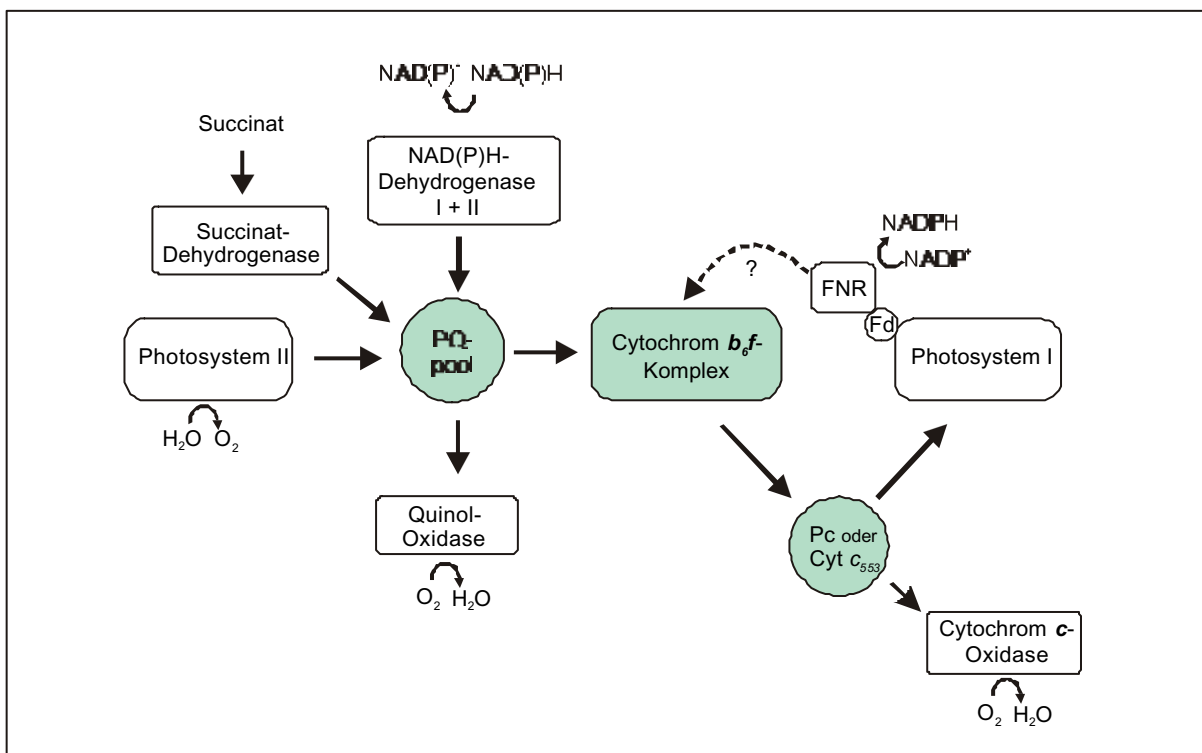 NAD(P)⁺ NAD(P)H
Succinat
NAD(P)H-
Dehydrogenase
I + II
Succinat-
Dehydrogenase
NADPH
NADP⁺
?
FNR
Fd
Photosystem II
PQ-
pool
Cytochrom b₆f-
Komplex
Photosystem I
H₂O O₂
Quinol-
Oxidase
Pc oder
Cyt c₅₅₃
O₂ H₂O
Cytochrom c-
Oxidase
O₂ H₂O